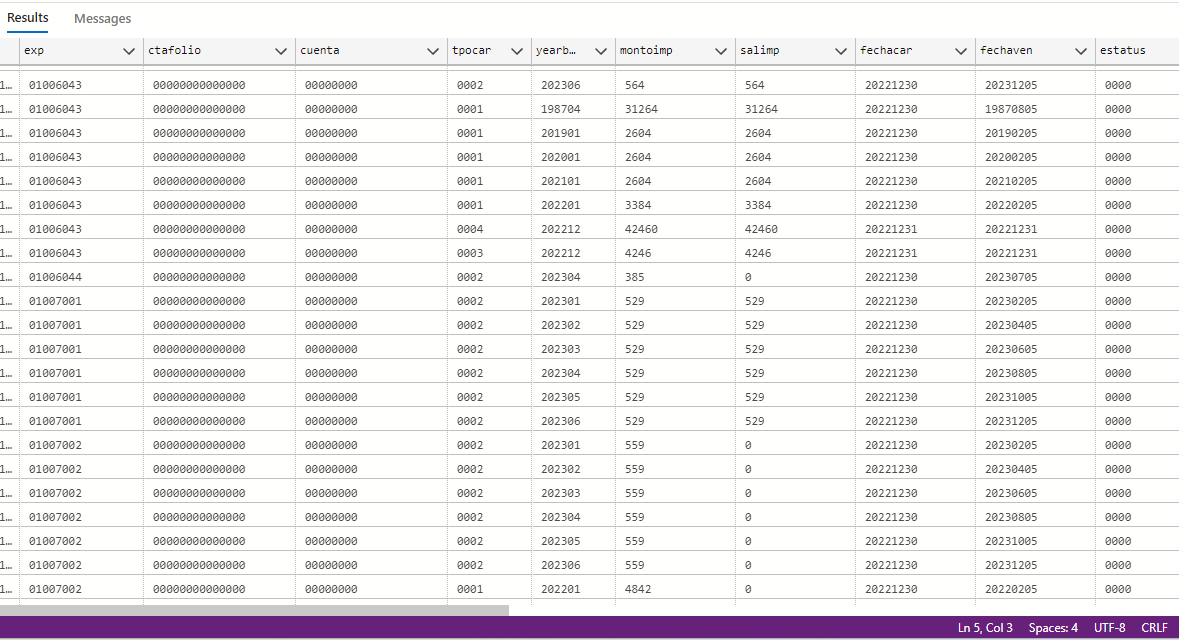 Results Messages
exp ctafolio cuenta tpocar yearb… montoimp salimp fechacar fechaven estatus
1… 01006043 00000000000000 00000000 0002 202306 564 564 20221230 20231205 0000
1… 01006043 00000000000000 00000000 0001 198704 31264 31264 20221230 19870805 0000
1… 01006043 00000000000000 00000000 0001 201901 2604 2604 20221230 20190205 0000
1… 01006043 00000000000000 00000000 0001 202001 2604 2604 20221230 20200205 0000
1… 01006043 00000000000000 00000000 0001 202101 2604 2604 20221230 20210205 0000
1… 01006043 00000000000000 00000000 0001 202201 3384 3384 20221230 20220205 0000
1… 01006043 00000000000000 00000000 0004 202212 42460 42460 20221231 20221231 0000
1… 01006043 00000000000000 00000000 0003 202212 4246 4246 20221231 20221231 0000
1… 01006044 00000000000000 00000000 0002 202304 385 0 20221230 20230705 0000
1… 01007001 00000000000000 00000000 0002 202301 529 529 20221230 20230205 0000
1… 01007001 00000000000000 00000000 0002 202302 529 529 20221230 20230405 0000
1… 01007001 00000000000000 00000000 0002 202303 529 529 20221230 20230605 0000
1… 01007001 00000000000000 00000000 0002 202304 529 529 20221230 20230805 0000
1… 01007001 00000000000000 00000000 0002 202305 529 529 20221230 20231005 0000
1… 01007001 00000000000000 00000000 0002 202306 529 529 20221230 20231205 0000
1… 01007002 00000000000000 00000000 0002 202301 559 0 20221230 20230205 0000
1… 01007002 00000000000000 00000000 0002 202302 559 0 20221230 20230405 0000
1… 01007002 00000000000000 00000000 0002 202303 559 0 20221230 20230605 0000
1… 01007002 00000000000000 00000000 0002 202304 559 0 20221230 20230805 0000
1… 01007002 00000000000000 00000000 0002 202305 559 0 20221230 20231005 0000
1… 01007002 00000000000000 00000000 0002 202306 559 0 20221230 20231205 0000
1… 01007002 00000000000000 00000000 0001 202201 4842 0 20221230 20220205 0000
Ln 5, Col 3 Spaces: 4 UTF-8 CRLF